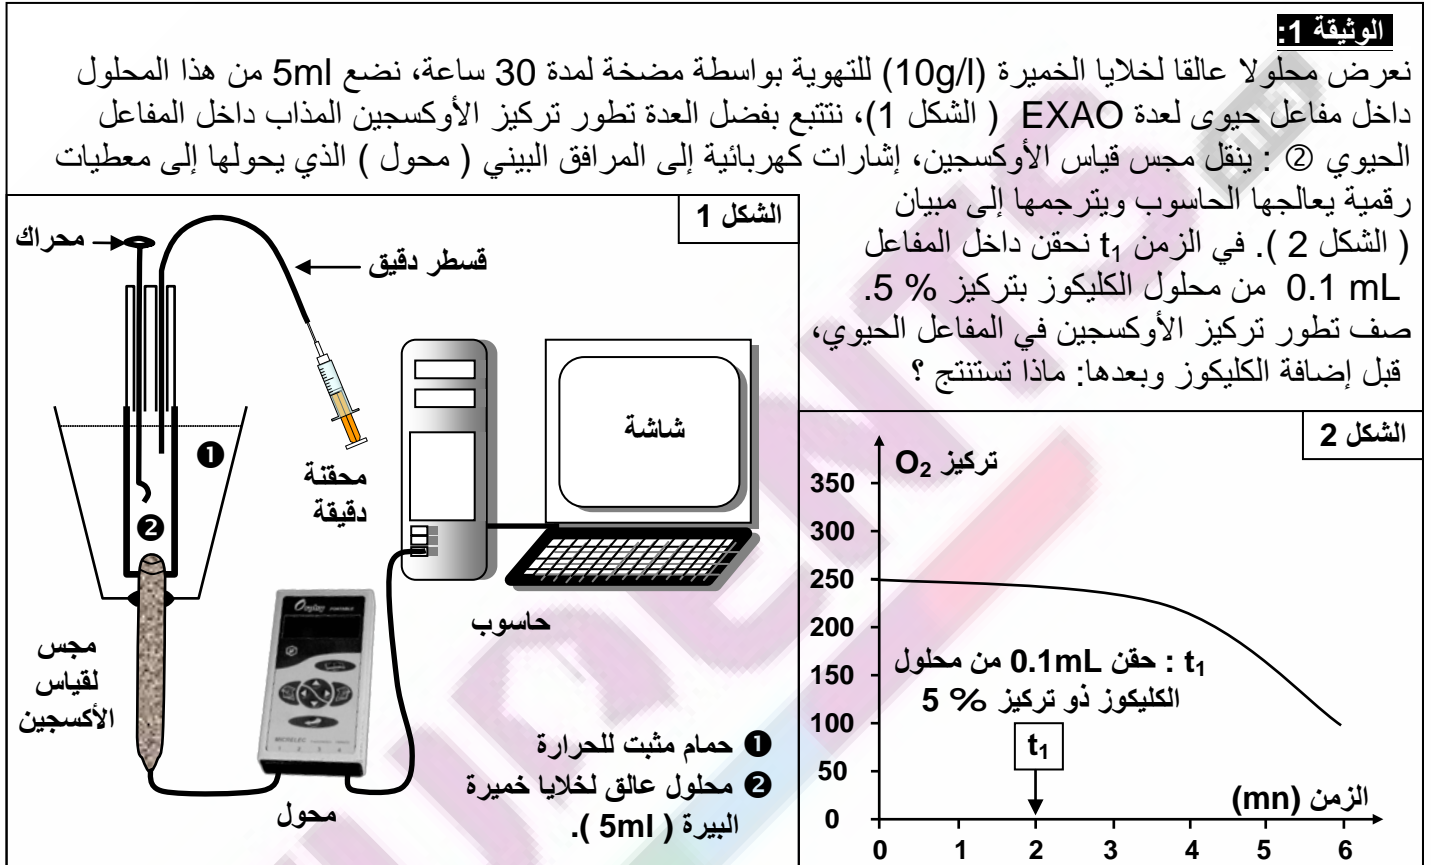 الوثيقة 1:
نعرض محلولا عالقا لخلايا الخميرة (10g/l) للتهوية بواسطة مضخة لمدة 30 ساعة، نضع 5ml من هذا المحلول
داخل مفاعل حيوى لعدة EXAO ( الشكل 1)، نتتبع بفضل العدة تطور تركيز الأوكسجين المذاب داخل المفاعل
الحيوي ② : ينقل مجس قياس الأوكسجين، إشارات كهربائية إلى المرافق البيني ( محول ) الذي يحولها إلى معطيات
رقمية يعالجها الحاسوب ويترجمها إلى مبيان
( الشكل 2 ). في الزمن t₁ نحقن داخل المفاعل
0.1 mL من محلول الكليكوز بتركيز % 5.
صف تطور تركيز الأوكسجين في المفاعل الحيوي،
قبل إضافة الكليكوز وبعدها: ماذا تستنتج ؟
الشكل 1
محراك
قسطر دقيق
محقنة
دقيقة
شاشة
❶
❷
حاسوب
مجس
لقياس
الأكسجين
محول
MICRELEC
❶ حمام مثبت للحرارة
❷ محلول عالق لخلايا خميرة
البيرة ( 5ml ).
الشكل 2
تركيز O₂
350
300
250
200
150
100
50
0
t₁ : حقن 0.1mL من محلول
الكليكوز ذو تركيز % 5
t₁
الزمن (mn)
0 1 2 3 4 5 6